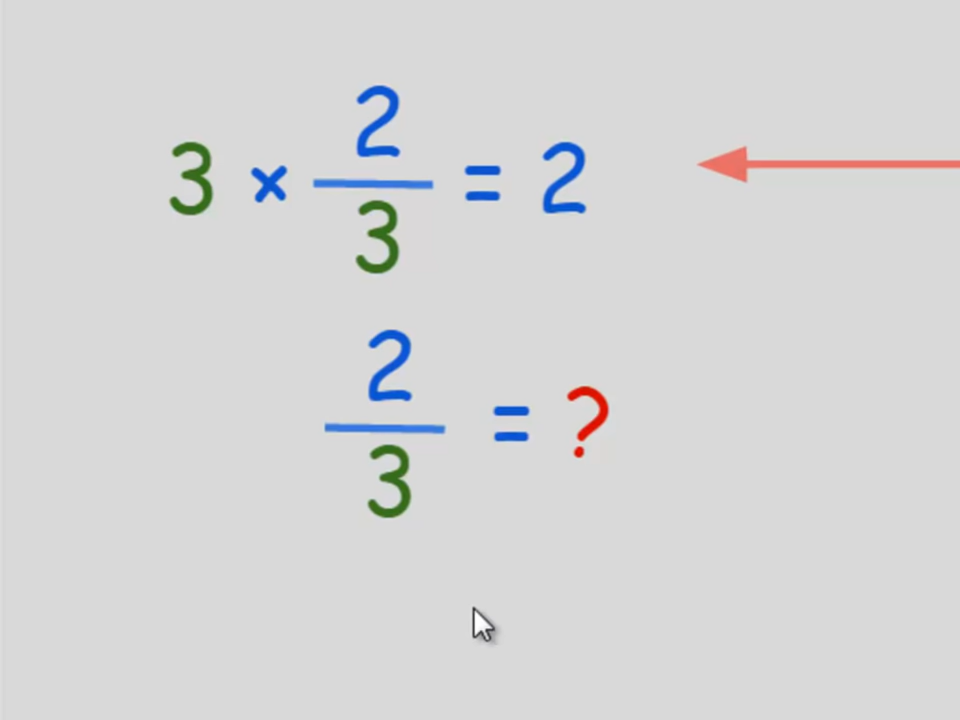 3 × 2/3 = 2
2/3 = ?